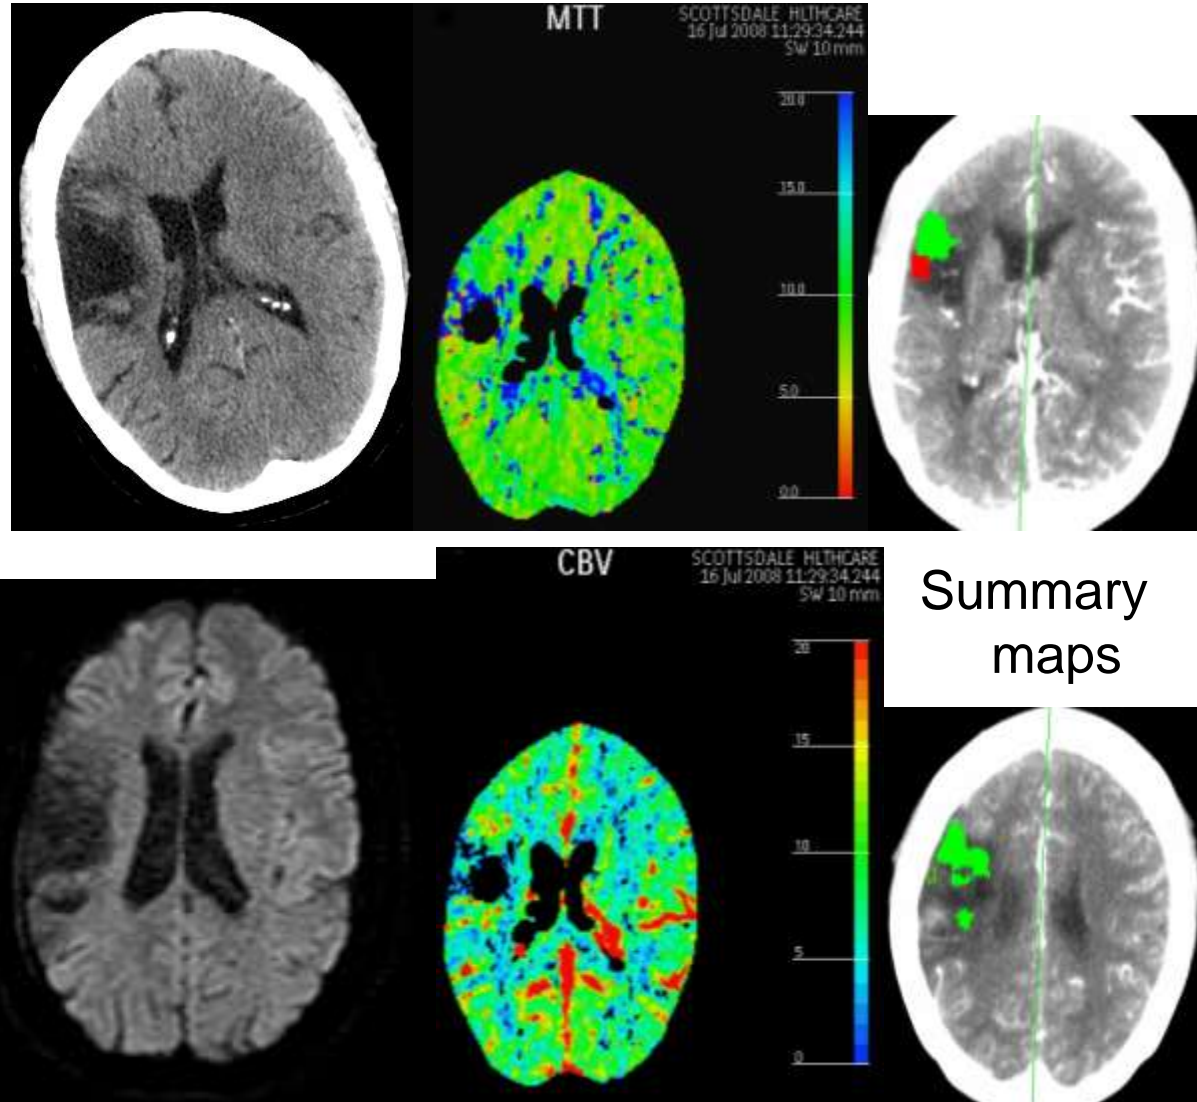 MTT
SCOTTSDALE HLTHCARE
16 Jul 2008 11:29:34.244
SW 10 mm
20.0
15.0
10.0
5.0
0.0
CBV
SCOTTSDALE HLTHCARE
16 Jul 2008 11:29:34.244
SW 10 mm
20
15
10
5
0
Summary
maps